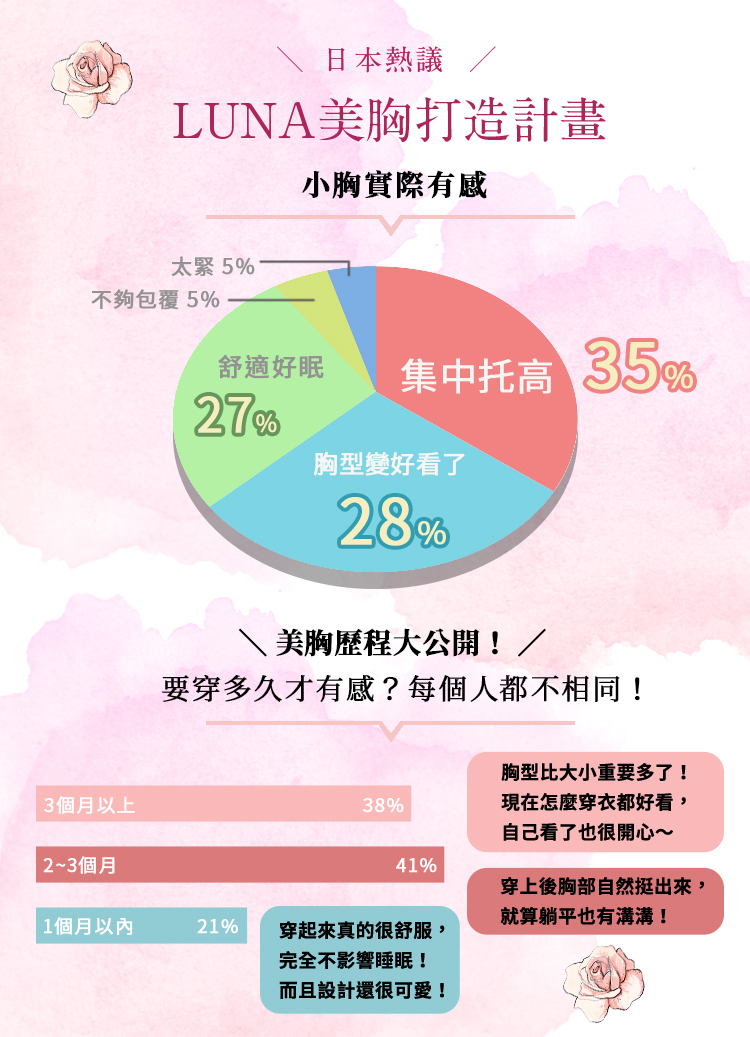 ＼ 日本熱議 ／
LUNA美胸打造計畫
小胸實際有感
太緊 5%
不夠包覆 5%
舒適好眠
27%
集中托高
35%
胸型變好看了
28%
＼ 美胸歷程大公開！ ／
要穿多久才有感？每個人都不相同！
3個月以上 38%
胸型比大小重要多了！
現在怎麼穿衣都好看，
自己看了也很開心～
2~3個月 41%
穿上後胸部自然挺出來，
就算躺平也有溝溝！
1個月以內 21%
穿起來真的很舒服，
完全不影響睡眠！
而且設計還很可愛！